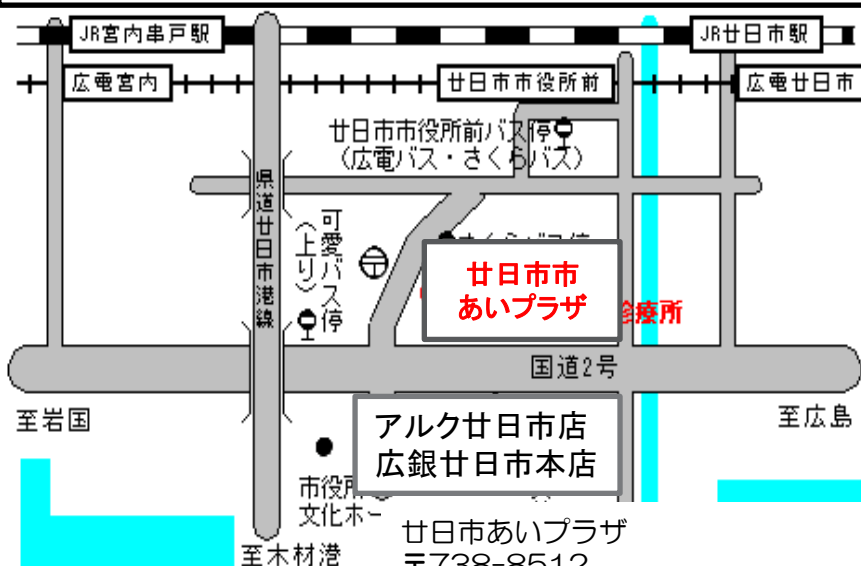 JR宮内串戸駅
JR廿日市駅
広電宮内
廿日市市役所前
広電廿日市
廿日市市役所前バス停
(広電バス・さくらバス)
県道廿日市港線
可愛バス停
(上り)
廿日市市
あいプラザ
診療所
国道2号
至岩国
至広島
アルク廿日市店
広銀廿日市本店
市役所
文化ホー
至木材港
廿日市あいプラザ
〒738-8512